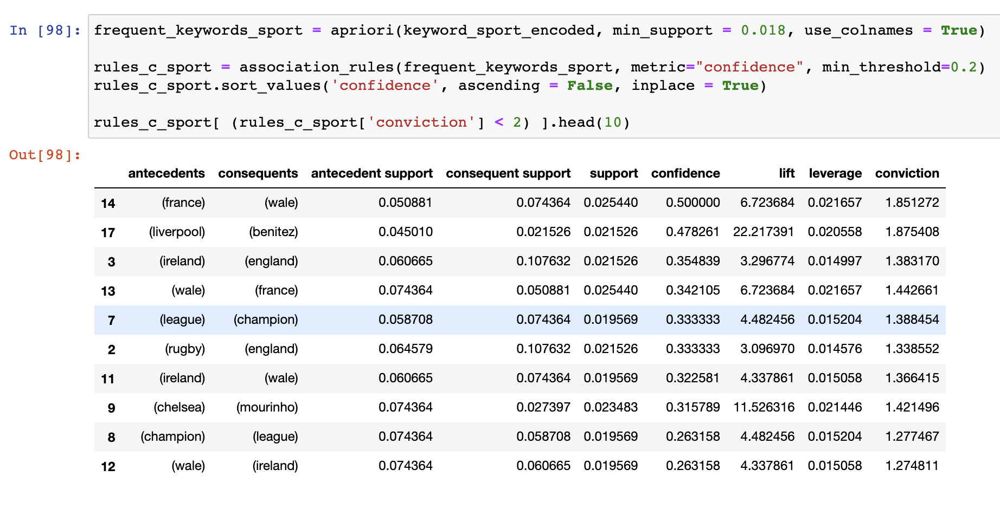 In [98]: frequent_keywords_sport = apriori(keyword_sport_encoded, min_support = 0.018, use_colnames = True)
rules_c_sport = association_rules(frequent_keywords_sport, metric="confidence", min_threshold=0.2)
rules_c_sport.sort_values('confidence', ascending = False, inplace = True)
rules_c_sport[ (rules_c_sport['conviction'] < 2) ].head(10)
Out[98]:
antecedents consequents antecedent support consequent support support confidence lift leverage conviction
14 (france) (wale) 0.050881 0.074364 0.025440 0.500000 6.723684 0.021657 1.851272
17 (liverpool) (benitez) 0.045010 0.021526 0.021526 0.478261 22.217391 0.020558 1.875408
3 (ireland) (england) 0.060665 0.107632 0.021526 0.354839 3.296774 0.014997 1.383170
13 (wale) (france) 0.074364 0.050881 0.025440 0.342105 6.723684 0.021657 1.442661
7 (league) (champion) 0.058708 0.074364 0.019569 0.333333 4.482456 0.015204 1.388454
2 (rugby) (england) 0.064579 0.107632 0.021526 0.333333 3.096970 0.014576 1.338552
11 (ireland) (wale) 0.060665 0.074364 0.019569 0.322581 4.337861 0.015058 1.366415
9 (chelsea) (mourinho) 0.074364 0.027397 0.023483 0.315789 11.526316 0.021446 1.421496
8 (champion) (league) 0.074364 0.058708 0.019569 0.263158 4.482456 0.015204 1.277467
12 (wale) (ireland) 0.074364 0.060665 0.019569 0.263158 4.337861 0.015058 1.274811